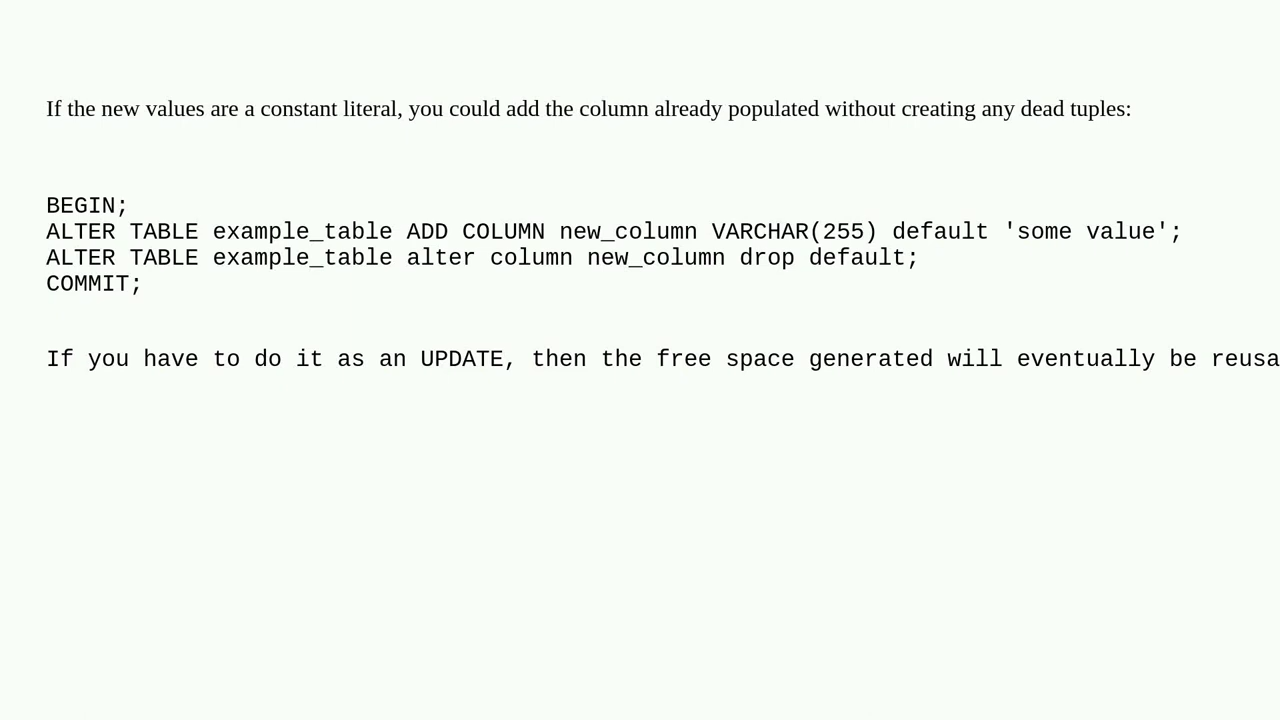 If the new values are a constant literal, you could add the column already populated without creating any dead tuples:
BEGIN;
ALTER TABLE example_table ADD COLUMN new_column VARCHAR(255) default 'some value';
ALTER TABLE example_table alter column new_column drop default;
COMMIT;
If you have to do it as an UPDATE, then the free space generated will eventually be